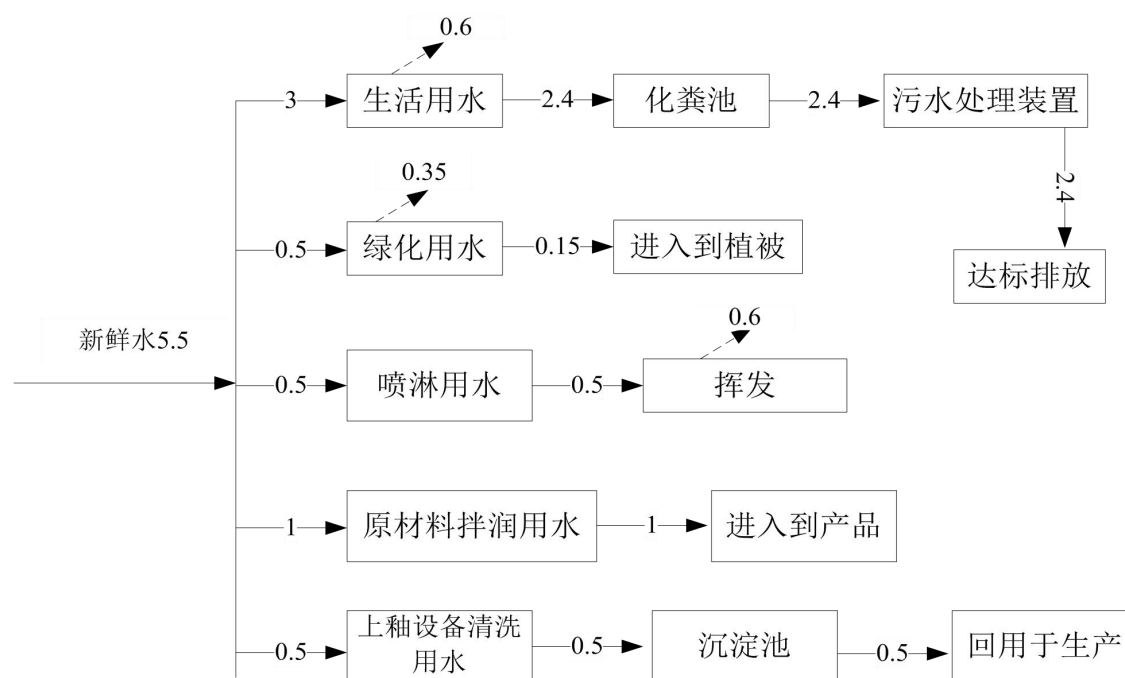 0.6
3
生活用水
2.4
化粪池
2.4
污水处理装置
2.4
达标排放
0.35
0.5
绿化用水
0.15
进入到植被
新鲜水5.5
0.6
0.5
喷淋用水
0.5
挥发
1
原材料拌润用水
1
进入到产品
0.5
上釉设备清洗
用水
0.5
沉淀池
0.5
回用于生产